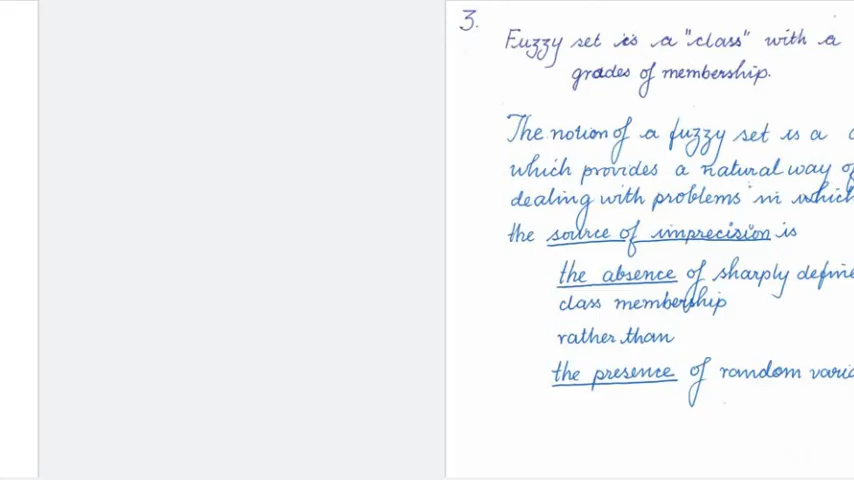 3.
Fuzzy set is a "class" with a
grades of membership.
The notion of a fuzzy set is a
which provides a natural way of
dealing with problems in which
the source of imprecision is
the absence of sharply define
class membership
rather than
the presence of random varia